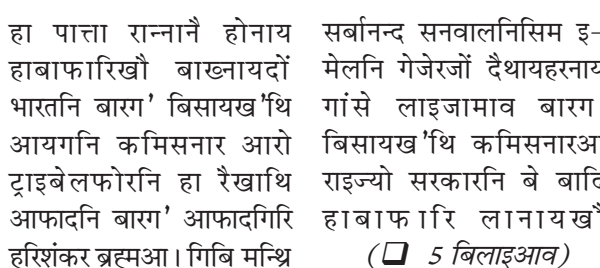 हा पात्ता रान्नानै होनाय
हाबाफारिखौ बाख्नायदों
भारतनि बारग' बिसायख'थि
आयगनि कमिसनार आरो
ट्राइबेलफोरनि हा रैखाथि
आफादनि बारग' आफादगिरि
हरिशंकर ब्रह्मआ। गिबि मन्थ्रि
सर्बानन्द सनवालनिसिम इ-
मेलनि गेजेरजों दैथायहरनाय
गांसे लाइजामाव बारग
बिसायख'थि कमिसनारआ
राइज्यो सरकारनि बे बादि
हाबाफारि लानायखौ
(❑ 5 बिलाइआव)